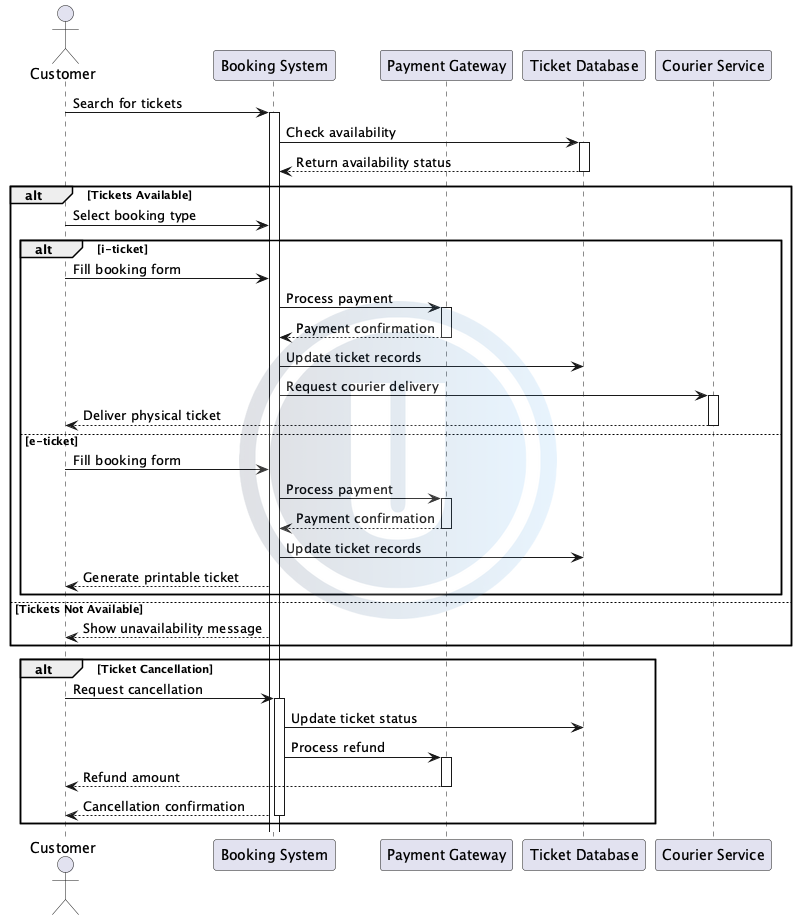 Customer
Booking System
Payment Gateway
Ticket Database
Courier Service
Search for tickets
Check availability
Return availability status
alt [Tickets Available]
Select booking type
alt [i-ticket]
Fill booking form
Process payment
Payment confirmation
Update ticket records
Request courier delivery
Deliver physical ticket
[e-ticket]
Fill booking form
Process payment
Payment confirmation
Update ticket records
Generate printable ticket
[Tickets Not Available]
Show unavailability message
alt [Ticket Cancellation]
Request cancellation
Update ticket status
Process refund
Refund amount
Cancellation confirmation
Customer
Booking System
Payment Gateway
Ticket Database
Courier Service